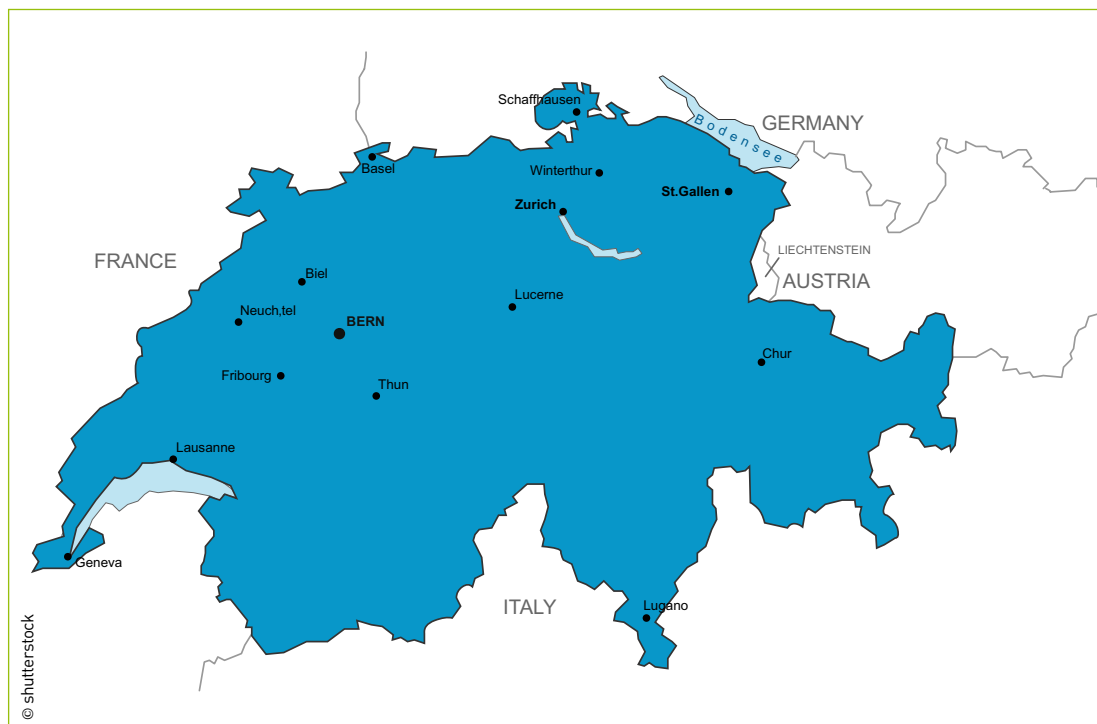 Schaffhausen
Bodensee
GERMANY
Basel
Winterthur
St.Gallen
Zurich
FRANCE
LIECHTENSTEIN
AUSTRIA
Biel
Lucerne
Neuch,tel
BERN
Chur
Fribourg
Thun
Lausanne
Geneva
ITALY
Lugano
© shutterstock